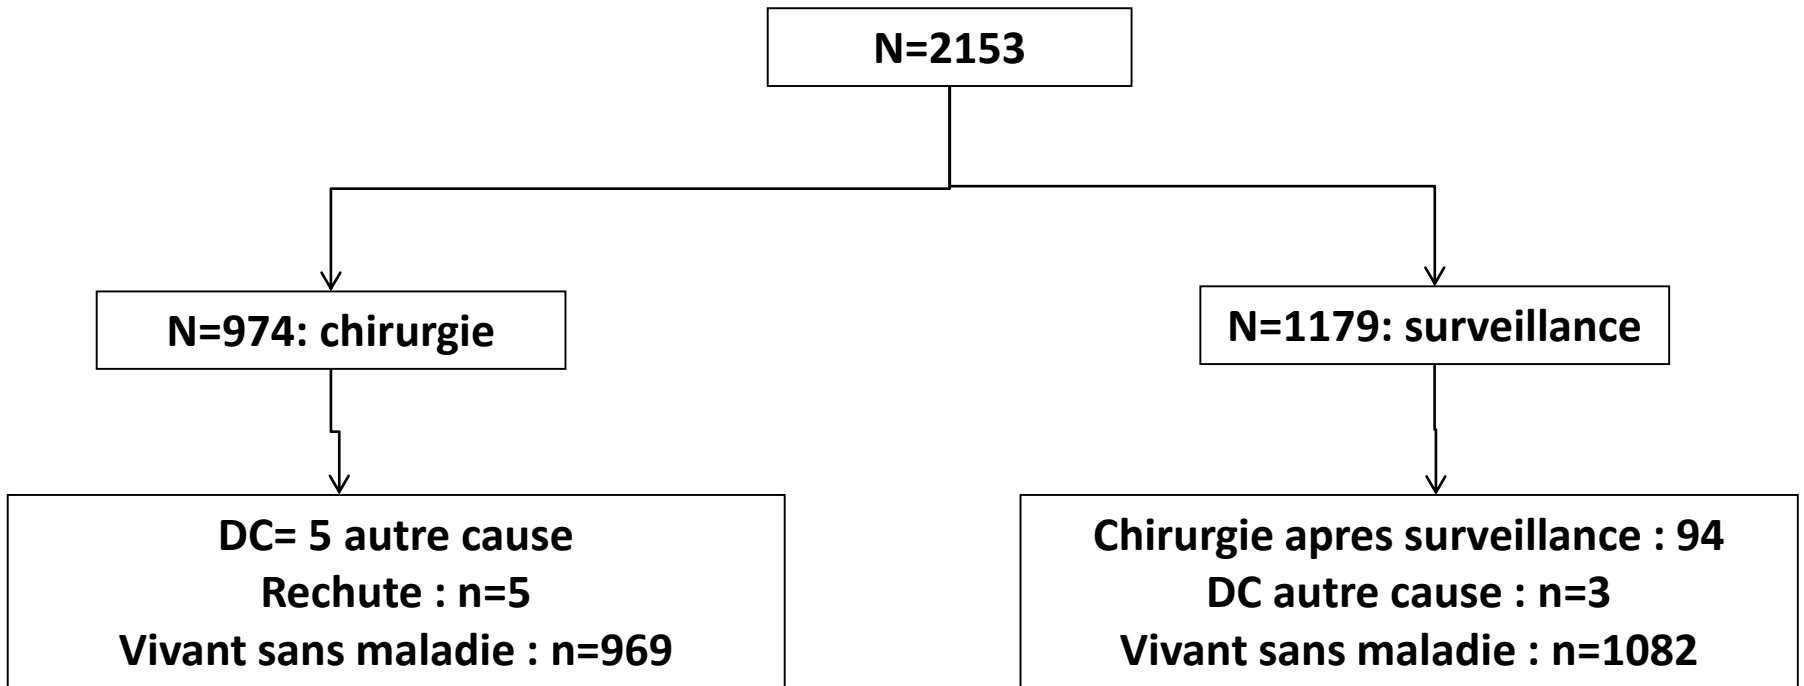 N=2153
N=974: chirurgie
N=1179: surveillance
DC= 5 autre cause
Rechute : n=5
Vivant sans maladie : n=969
Chirurgie apres surveillance : 94
DC autre cause : n=3
Vivant sans maladie : n=1082